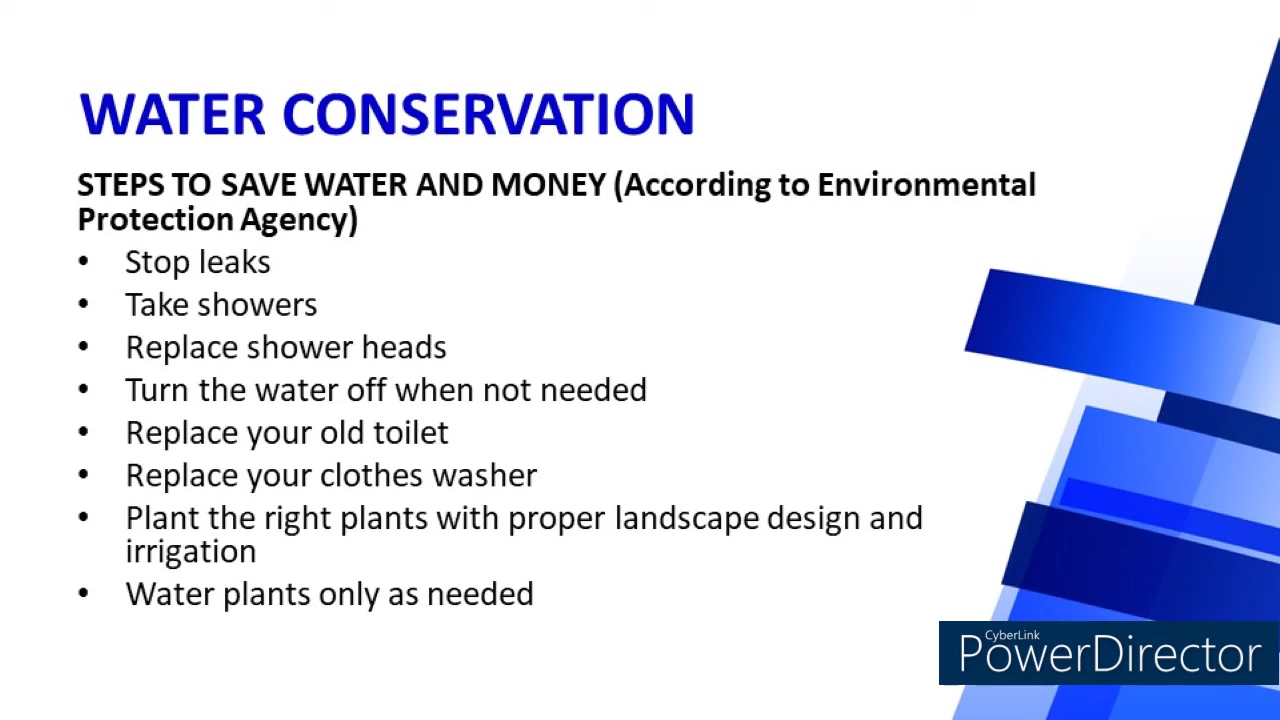 WATER CONSERVATION
STEPS TO SAVE WATER AND MONEY (According to Environmental
Protection Agency)
• Stop leaks
• Take showers
• Replace shower heads
• Turn the water off when not needed
• Replace your old toilet
• Replace your clothes washer
• Plant the right plants with proper landscape design and
irrigation
• Water plants only as needed
CyberLink
PowerDirector